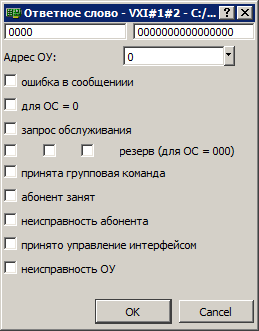 Ответное слово - VXI#1#2 - C:/...
0000 0000000000000000
Адрес ОУ: 0
ошибка в сообщениии
для ОС = 0
запрос обслуживания
резерв (для ОС = 000)
принята групповая команда
абонент занят
неисправность абонента
принято управление интерфейсом
неисправность ОУ
OK Cancel